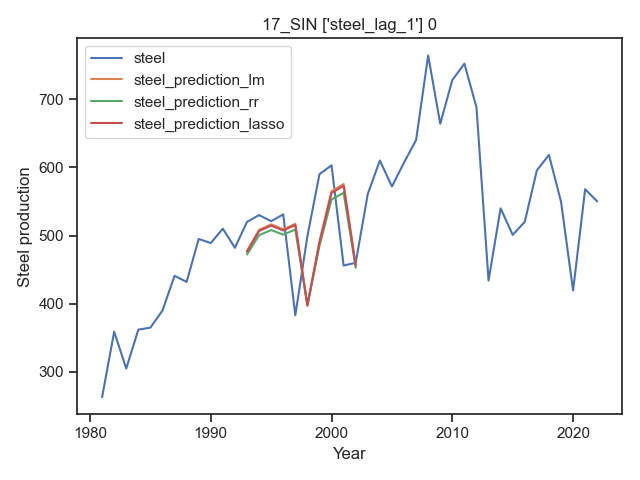 17_SIN ['steel_lag_1'] 0
steel
steel_prediction_lm
steel_prediction_rr
steel_prediction_lasso
700
600
500
400
300
Steel production
1980 1990 2000 2010 2020
Year